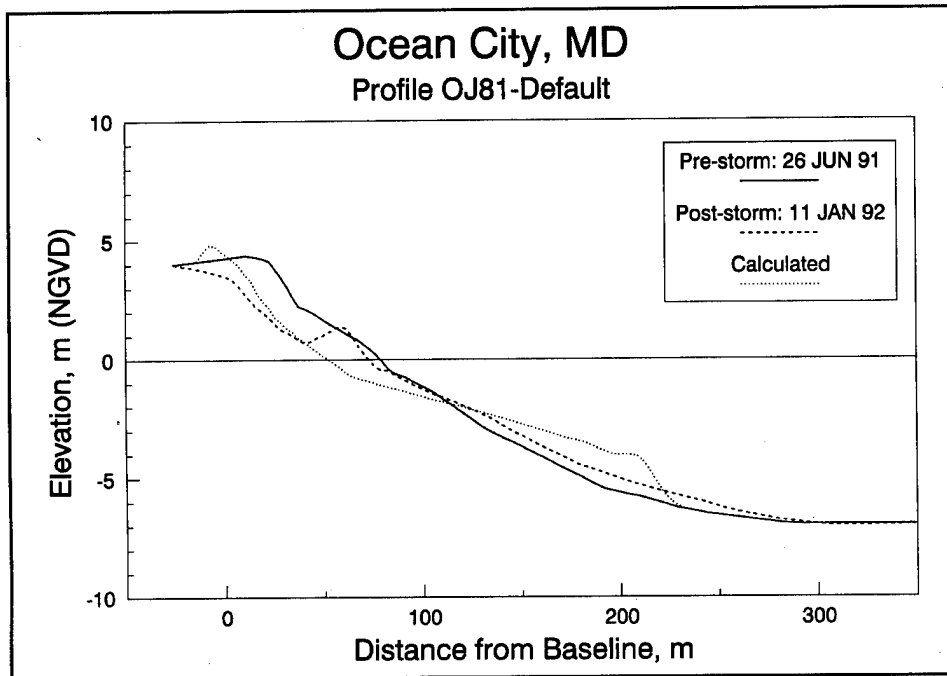 Ocean City, MD
Profile OJ81-Default
10
5
0
-5
-10
Elevation, m (NGVD)
Pre-storm: 26 JUN 91
Post-storm: 11 JAN 92
Calculated
0
100
200
300
Distance from Baseline, m